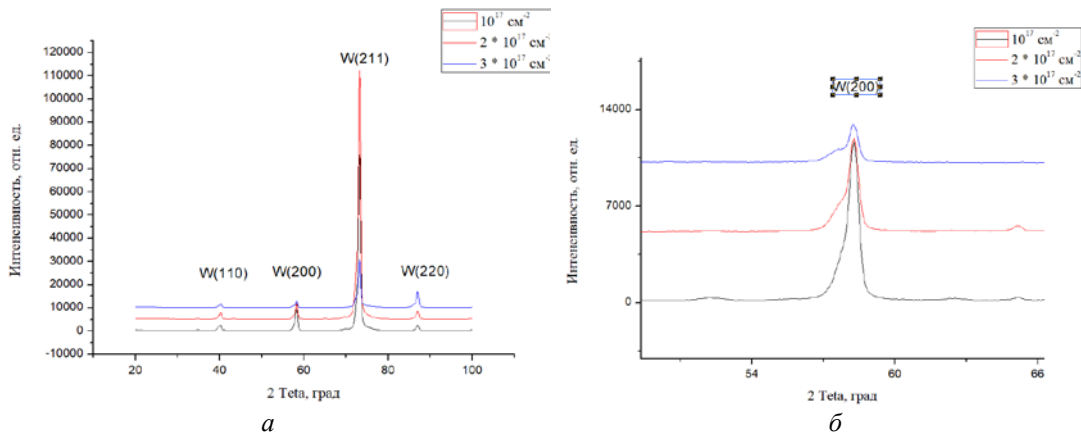 10¹⁷ см⁻²
2 * 10¹⁷ см⁻²
3 * 10¹⁷ см⁻²
W(211)
W(110)
W(200)
W(220)
120000
110000
100000
90000
80000
70000
60000
50000
40000
30000
20000
10000
0
-10000
20
40
60
80
100
Интенсивность, отн. ед.
2 Teta, град
а
10¹⁷ см⁻²
2 * 10¹⁷ см⁻²
3 * 10¹⁷ см⁻²
W(200)
14000
7000
0
54
60
66
Интенсивность, отн. ед.
2 Teta, град
б